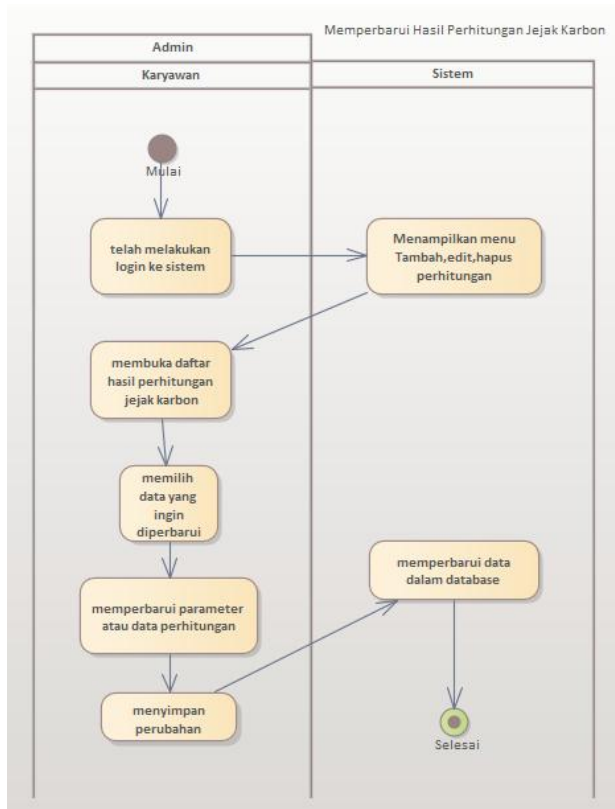 Memperbarui Hasil Perhitungan Jejak Karbon
Admin
Karyawan
Sistem
Mulai
telah melakukan
login ke sistem
Menampilkan menu
Tambah,edit,hapus
perhitungan
membuka daftar
hasil perhitungan
jejak karbon
memilih
data yang
ingin
diperbarui
memperbarui parameter
atau data perhitungan
menyimpan
perubahan
memperbarui data
dalam database
Selesai